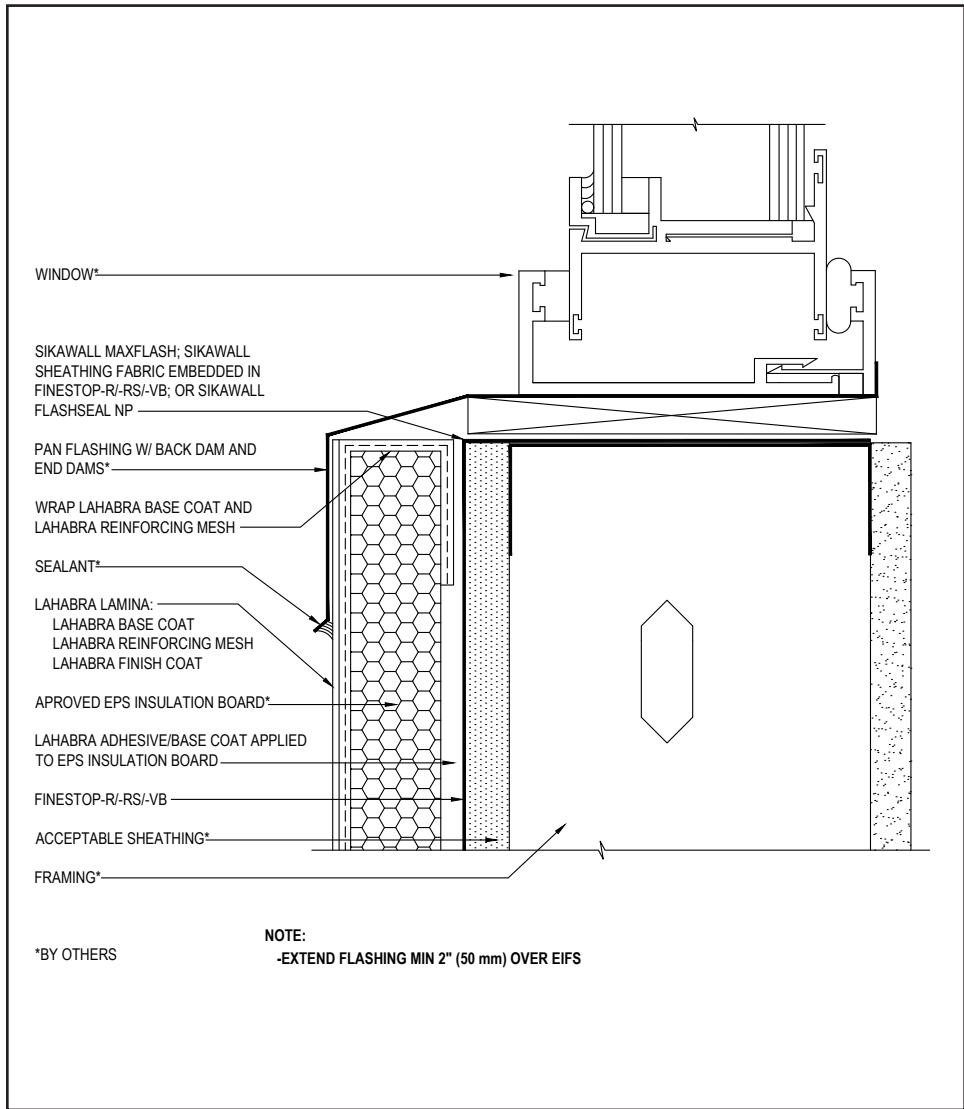 WINDOW*
SIKAWALL MAXFLASH; SIKAWALL
SHEATHING FABRIC EMBEDDED IN
FINESTOP-R/-RS/-VB; OR SIKAWALL
FLASHSEAL NP
PAN FLASHING W/ BACK DAM AND
END DAMS*
WRAP LAHABRA BASE COAT AND
LAHABRA REINFORCING MESH
SEALANT*
LAHABRA LAMINA:
LAHABRA BASE COAT
LAHABRA REINFORCING MESH
LAHABRA FINISH COAT
APROVED EPS INSULATION BOARD*
LAHABRA ADHESIVE/BASE COAT APPLIED
TO EPS INSULATION BOARD
FINESTOP-R/-RS/-VB
ACCEPTABLE SHEATHING*
FRAMING*
*BY OTHERS
NOTE:
-EXTEND FLASHING MIN 2" (50 mm) OVER EIFS